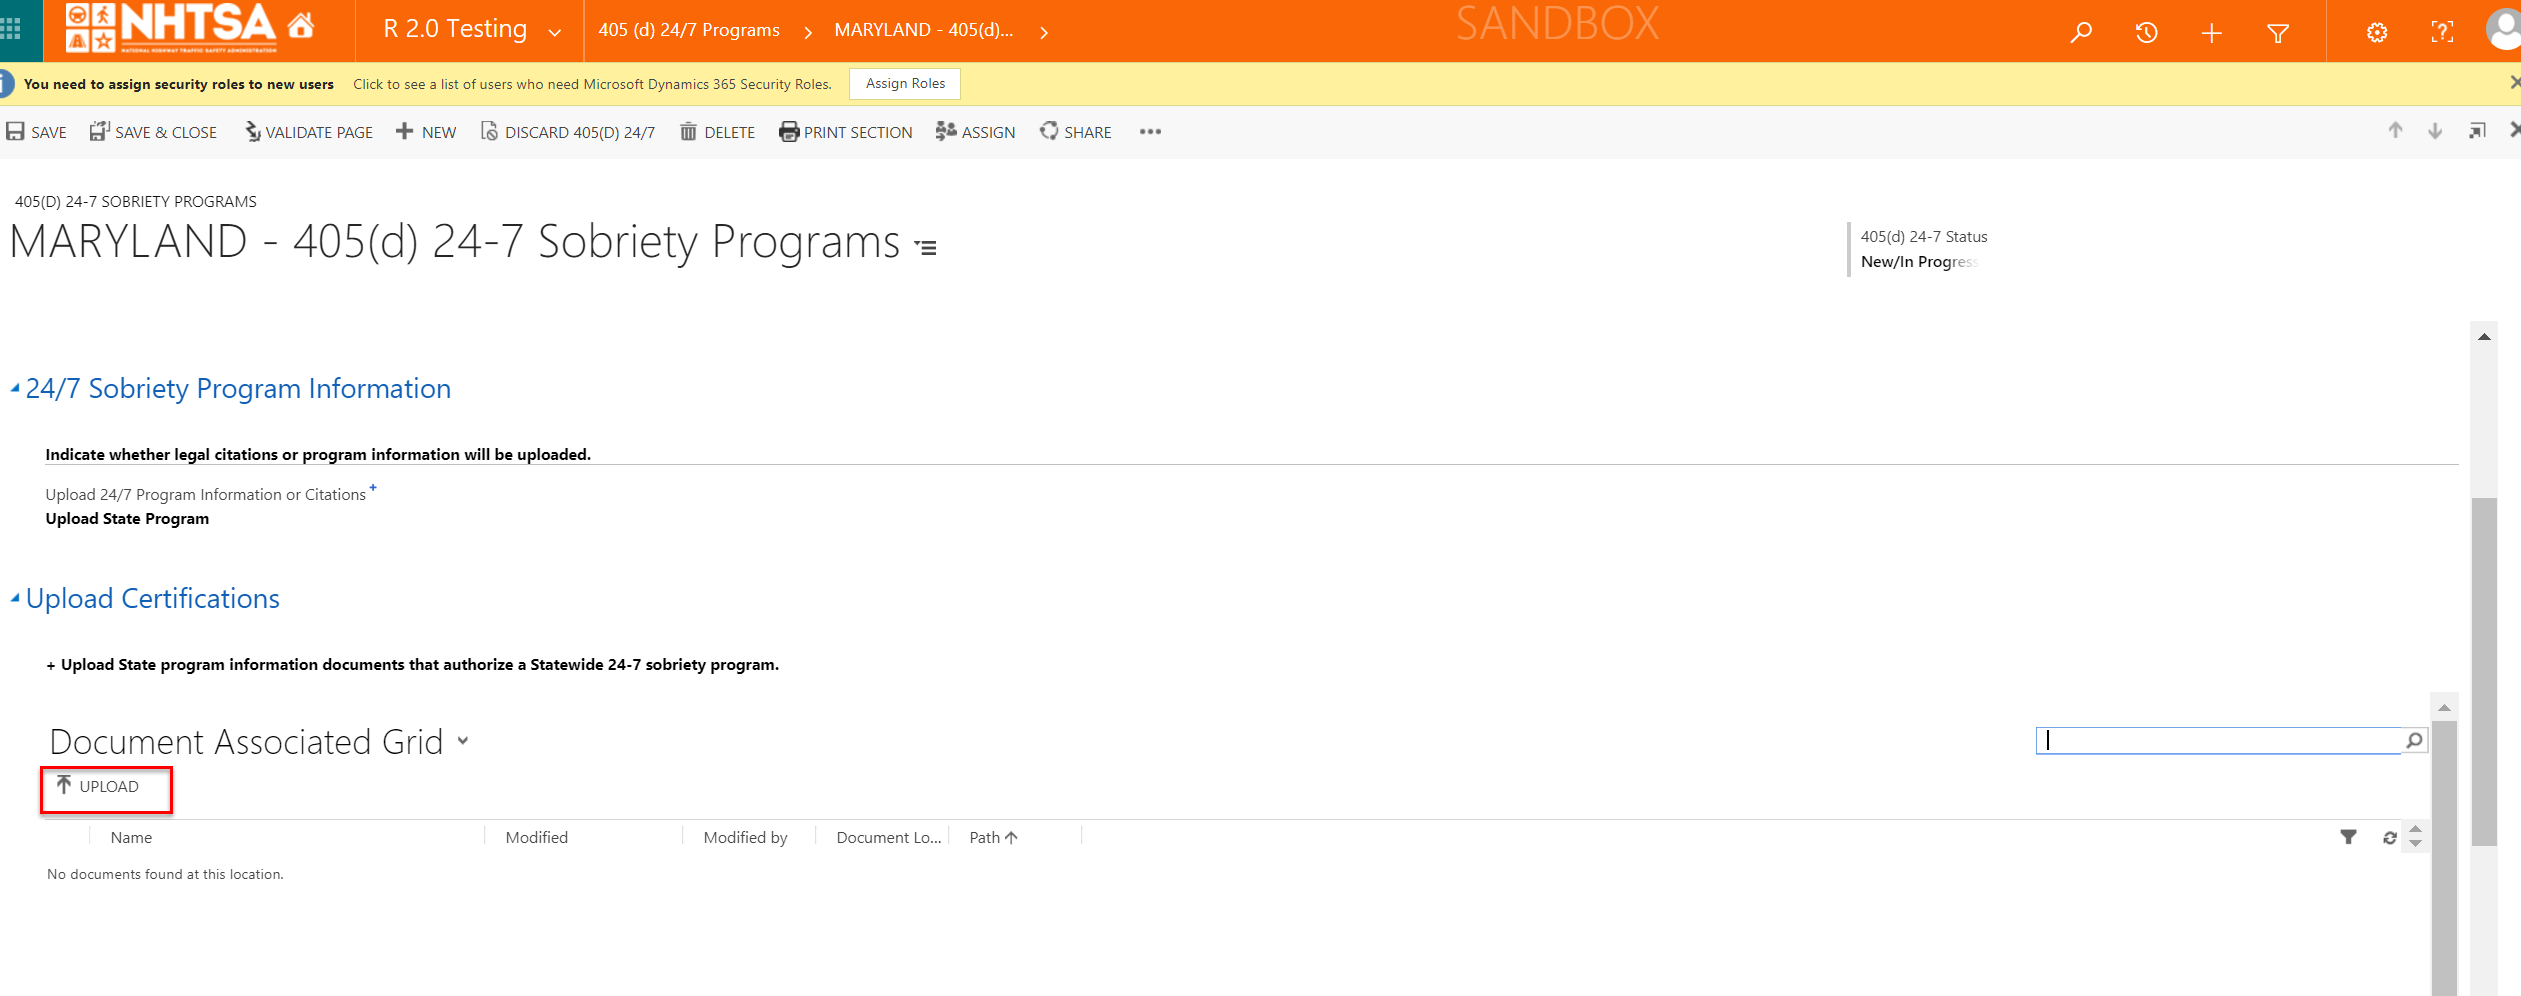 NHTSA
NATIONAL HIGHWAY TRAFFIC SAFETY ADMINISTRATION
R 2.0 Testing
405 (d) 24/7 Programs
MARYLAND - 405(d)...
SANDBOX
You need to assign security roles to new users Click to see a list of users who need Microsoft Dynamics 365 Security Roles. Assign Roles
SAVE SAVE & CLOSE VALIDATE PAGE NEW DISCARD 405(D) 24/7 DELETE PRINT SECTION ASSIGN SHARE •••
405(D) 24-7 SOBRIETY PROGRAMS
MARYLAND - 405(d) 24-7 Sobriety Programs
405(d) 24-7 Status
New/In Progress
24/7 Sobriety Program Information
Indicate whether legal citations or program information will be uploaded.
Upload 24/7 Program Information or Citations +
Upload State Program
Upload Certifications
+ Upload State program information documents that authorize a Statewide 24-7 sobriety program.
Document Associated Grid
UPLOAD
Name Modified Modified by Document Lo... Path
No documents found at this location.